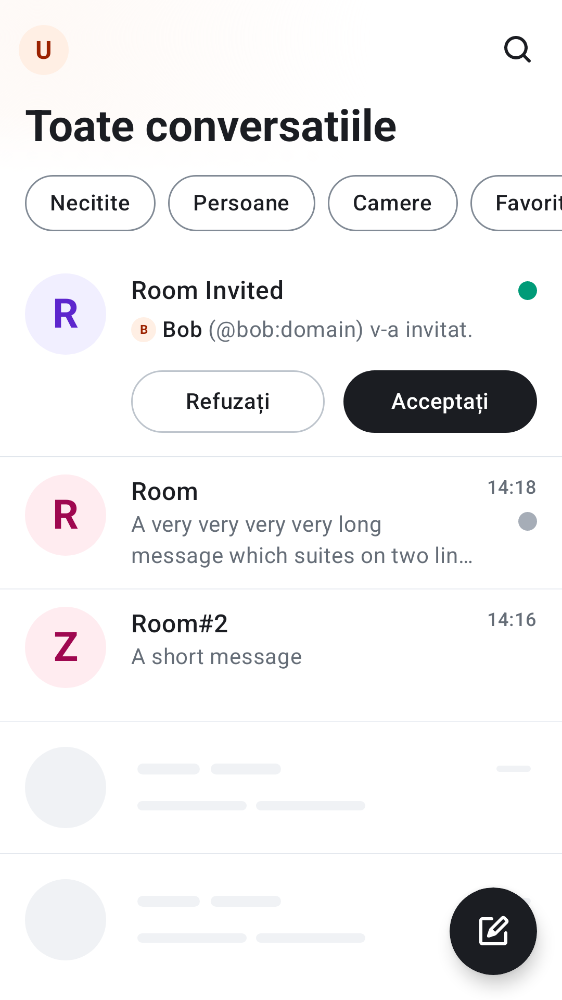 U
Toate conversatiile
Necitite Persoane Camere Favorit
R
Room Invited
B Bob (@bob:domain) v-a invitat.
Refuzați Acceptați
R
Room 14:18
A very very very very long
message which suites on two lin…
Z
Room#2 14:16
A short message